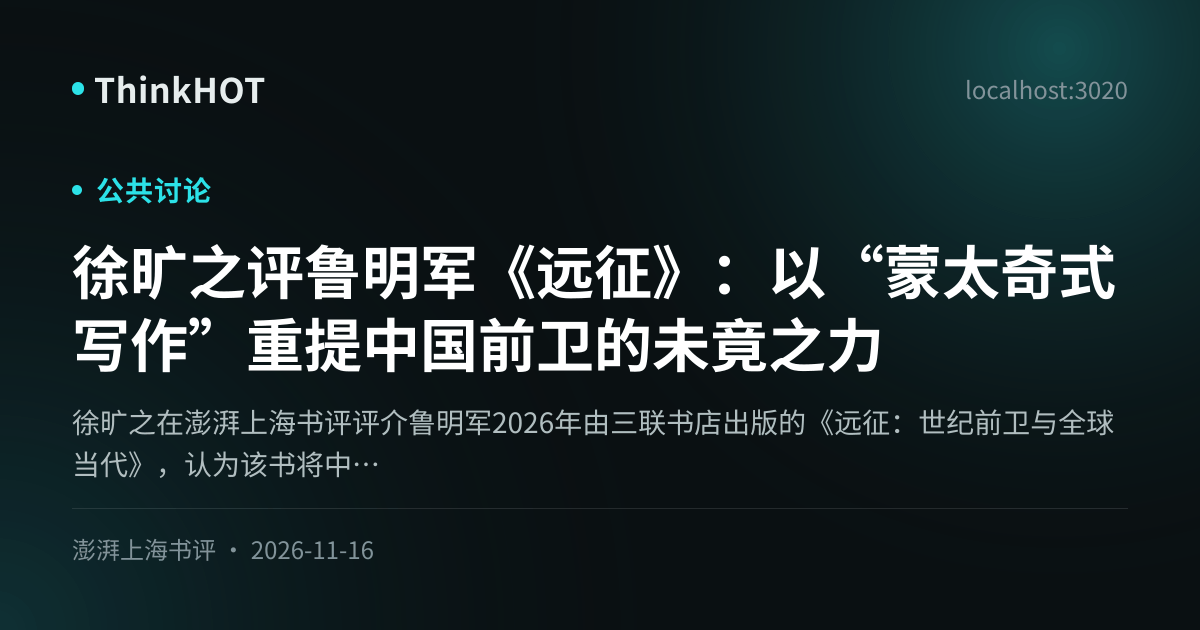 ThinkHOT
localhost:3020
公共讨论
徐旷之评鲁明军《远征》：以“蒙太奇式
写作”重提中国前卫的未竟之力
徐旷之在澎湃上海书评评介鲁明军2026年由三联书店出版的《远征：世纪前卫与全球
当代》，认为该书将中…
澎湃上海书评 · 2026-11-16